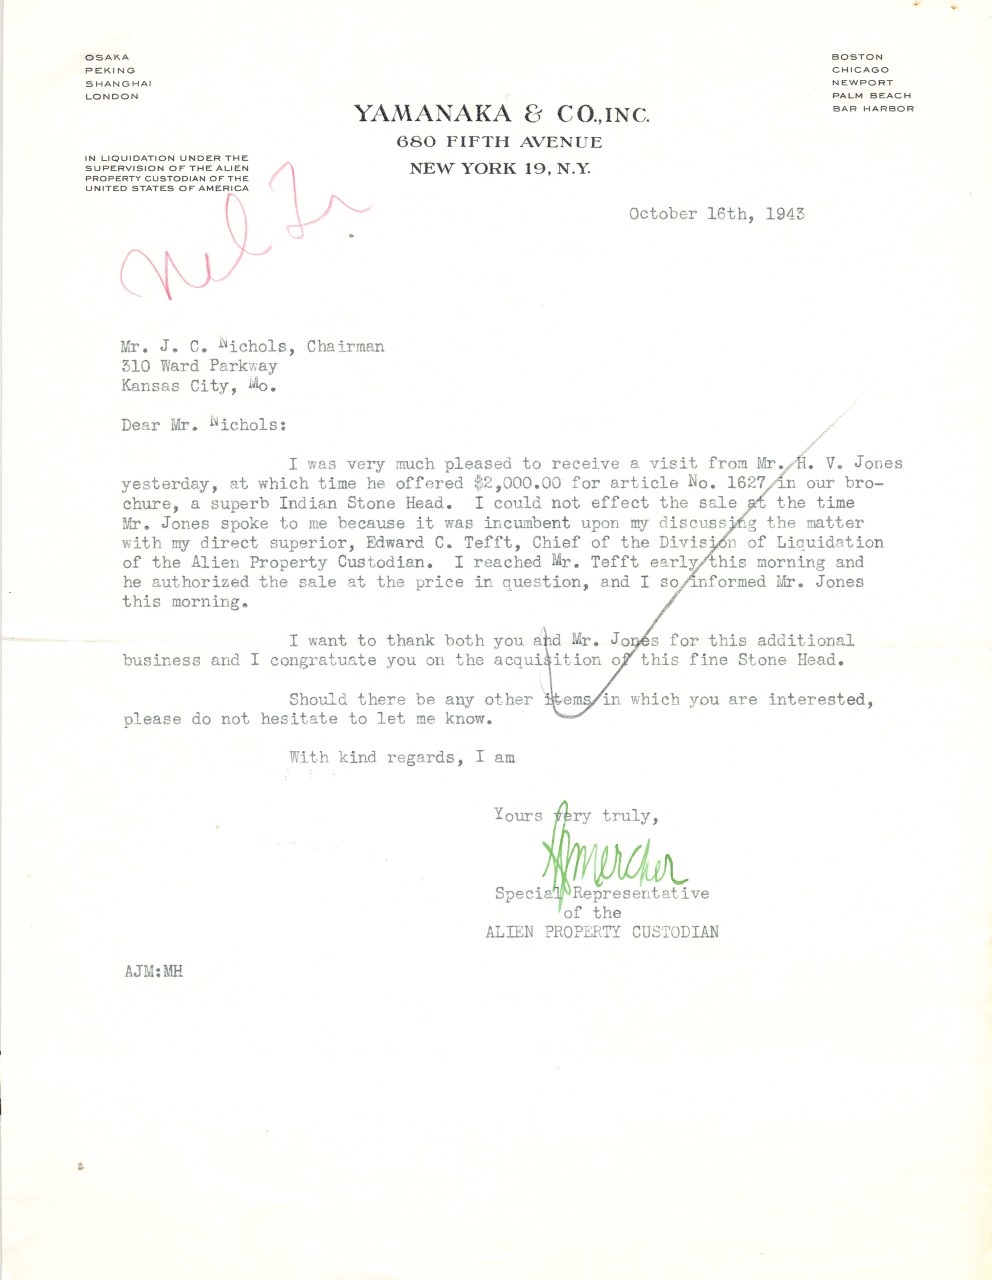 OSAKA
PEKING
SHANGHAI
LONDON
BOSTON
CHICAGO
NEWPORT
PALM BEACH
BAR HARBOR
YAMANAKA & CO., INC.
680 FIFTH AVENUE
NEW YORK 19, N.Y.
IN LIQUIDATION UNDER THE
SUPERVISION OF THE ALIEN
PROPERTY CUSTODIAN OF THE
UNITED STATES OF AMERICA
October 16th, 1943
Mr. J. C. Nichols, Chairman
310 Ward Parkway
Kansas City, Mo.
Dear Mr. Nichols:
I was very much pleased to receive a visit from Mr. H. V. Jones
yesterday, at which time he offered $2,000.00 for article No. 1627 in our bro-
chure, a superb Indian Stone Head. I could not effect the sale at the time
Mr. Jones spoke to me because it was incumbent upon my discussing the matter
with my direct superior, Edward C. Tefft, Chief of the Division of Liquidation
of the Alien Property Custodian. I reached Mr. Tefft early this morning and
he authorized the sale at the price in question, and I so informed Mr. Jones
this morning.
I want to thank both you and Mr. Jones for this additional
business and I congratuate you on the acquisition of this fine Stone Head.
Should there be any other items in which you are interested,
please do not hesitate to let me know.
With kind regards, I am
Yours very truly,
Special Representative
of the
ALIEN PROPERTY CUSTODIAN
AJM:MH